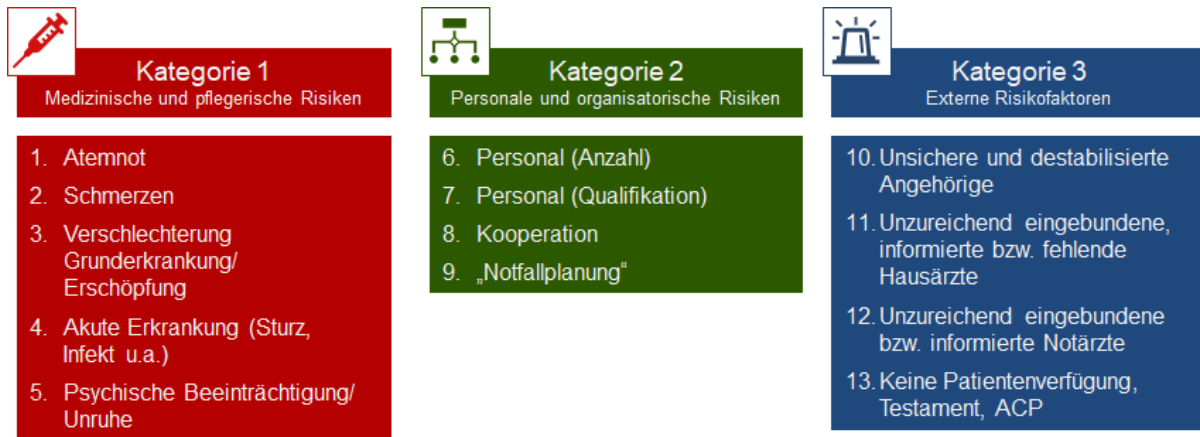 Kategorie 1
Medizinische und pflegerische Risiken
1. Atemnot
2. Schmerzen
3. Verschlechterung
Grunderkrankung/
Erschöpfung
4. Akute Erkrankung (Sturz,
Infekt u.a.)
5. Psychische Beeinträchtigung/
Unruhe
Kategorie 2
Personale und organisatorische Risiken
6. Personal (Anzahl)
7. Personal (Qualifikation)
8. Kooperation
9. „Notfallplanung“
Kategorie 3
Externe Risikofaktoren
10. Unsichere und destabilisierte
Angehörige
11. Unzureichend eingebundene,
informierte bzw. fehlende
Hausärzte
12. Unzureichend eingebundene
bzw. informierte Notärzte
13. Keine Patientenverfügung,
Testament, ACP